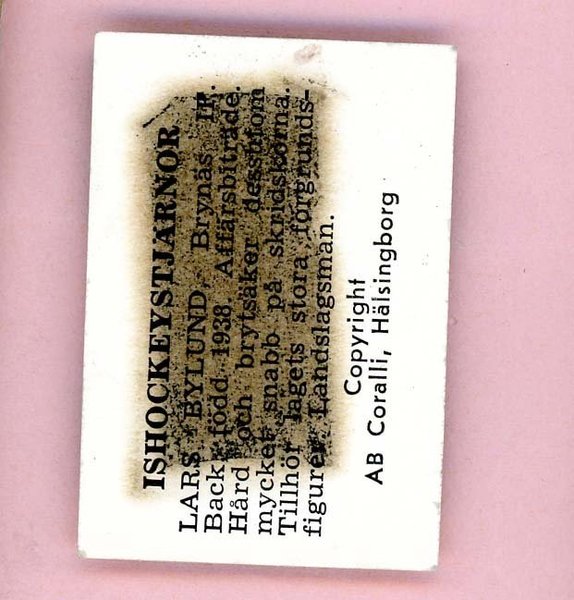 ISHOCKEYSTJÄRNOR
LARS BYLUND, Brynäs IF.
Back, född 1938. Affärsbiträde.
Hård och brytsäker dessutom
mycket snabb på skridskorna.
Tillhör lagets stora förgrunds-
figurer. Landslagsman.
Copyright
AB Coralli, Hälsingborg